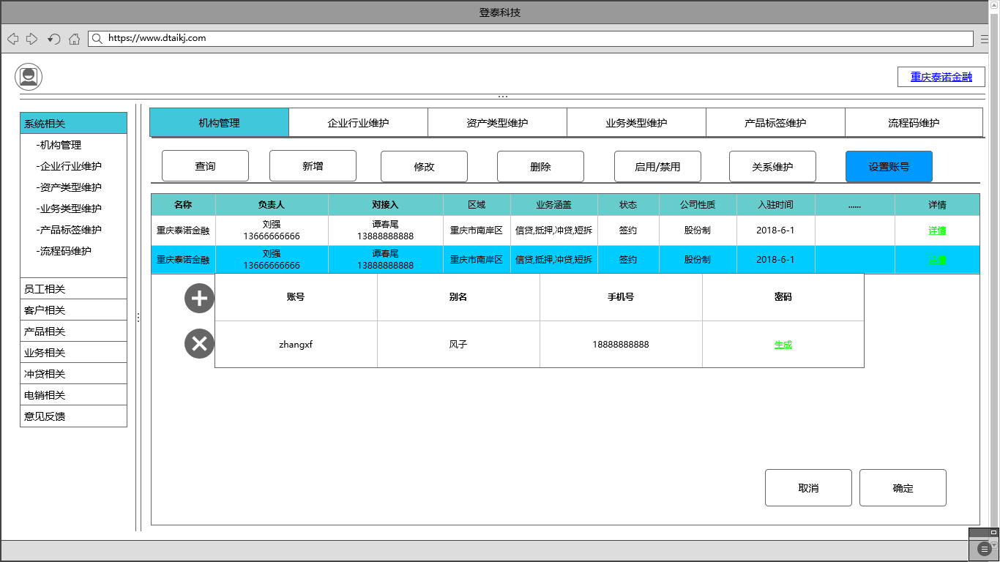 登泰科技
https://www.dtaikj.com
重庆泰诺金融
系统相关
-机构管理
-企业行业维护
-资产类型维护
-业务类型维护
-产品标签维护
-流程码维护
员工相关
客户相关
产品相关
业务相关
冲贷相关
电销相关
意见反馈
机构管理 企业行业维护 资产类型维护 业务类型维护 产品标签维护 流程码维护
查询 新增 修改 删除 启用/禁用 关系维护 设置账号
名称 负责人 对接入 区域 业务涵盖 状态 公司性质 入驻时间 ...... 详情
重庆泰诺金融 刘强 谭春尾 重庆市南岸区 信贷,抵押,冲贷,短拆 签约 股份制 2018-6-1 详情
13666666666 13888888888
重庆泰诺金融 刘强 谭春尾 重庆市南岸区 信贷,抵押,冲贷,短拆 签约 股份制 2018-6-1 详情
13666666666 13888888888
账号 别名 手机号 密码
zhangxf 风子 18888888888 生成
取消 确定